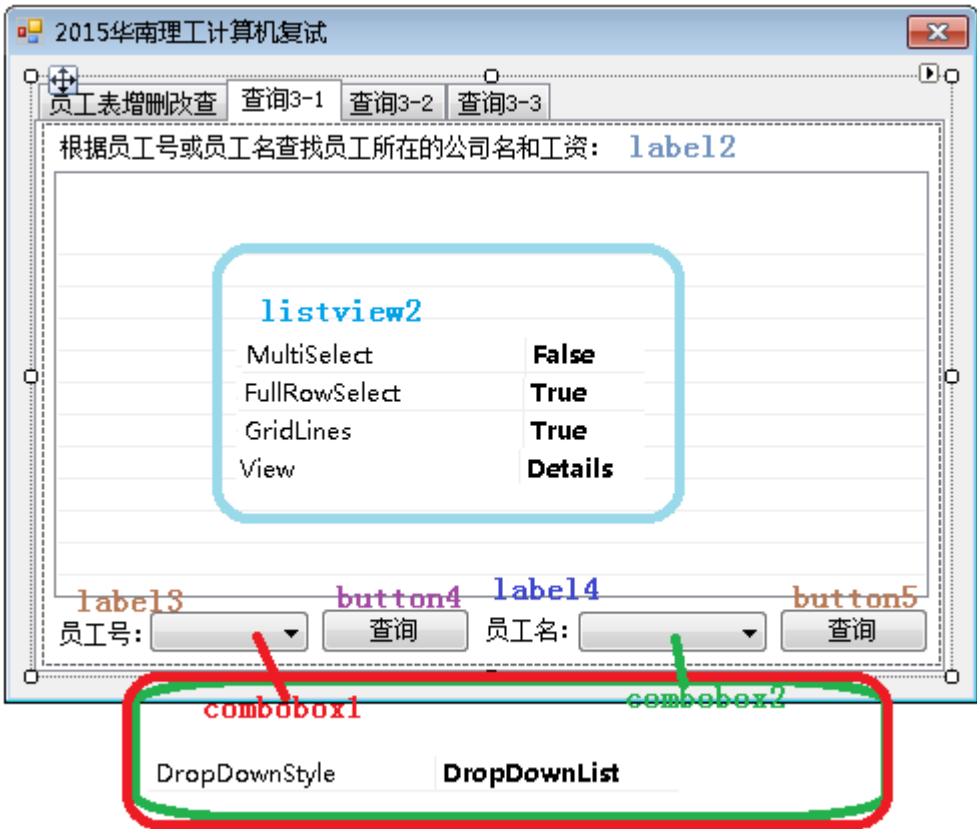 2015华南理工计算机复试
员工表增删改查 查询3-1 查询3-2 查询3-3
根据员工号或员工名查找员工所在的公司名和工资： label2
listview2
MultiSelect False
FullRowSelect True
GridLines True
View Details
label3 button4 label4 button5
员工号： 查询 员工名： 查询
combobox1 combobox2
DropDownStyle DropDownList